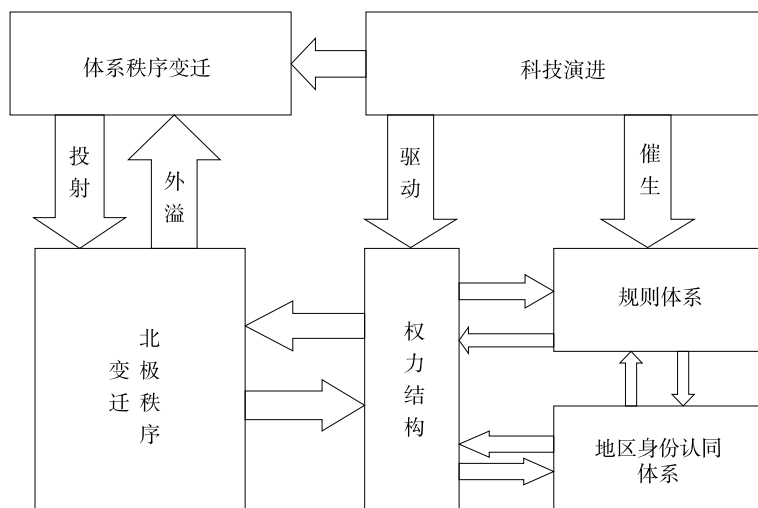 体系秩序变迁
科技演进
投射
外溢
驱动
催生
北极秩序
变迁
权力结构
规则体系
地区身份认同
体系